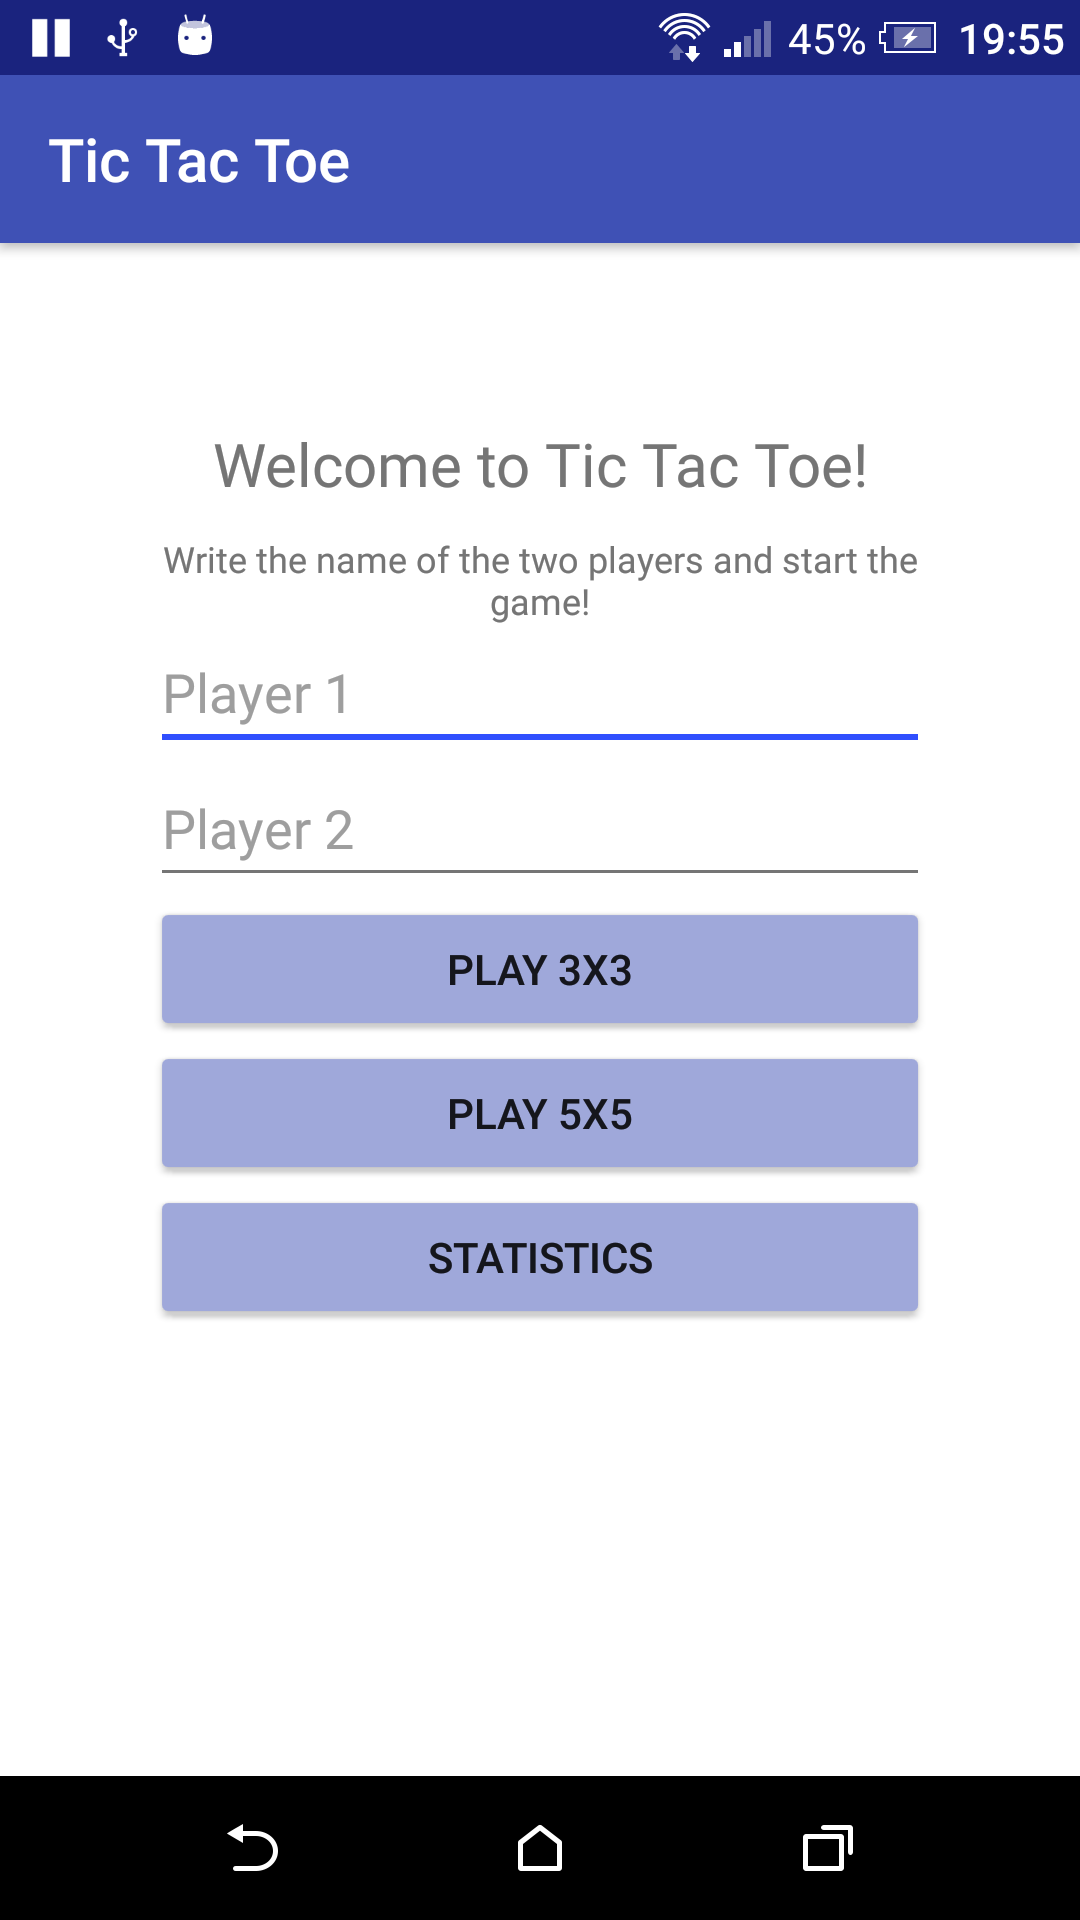 45% 19:55
Tic Tac Toe
Welcome to Tic Tac Toe!
Write the name of the two players and start the
game!
Player 1
Player 2
PLAY 3X3
PLAY 5X5
STATISTICS